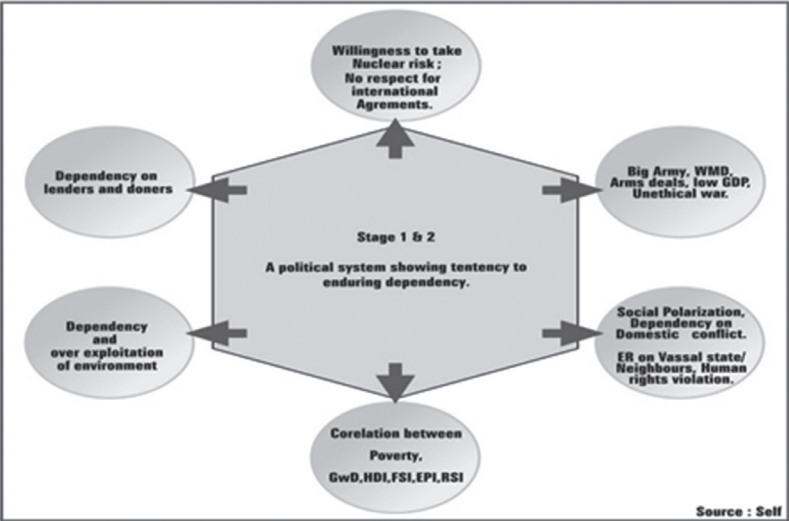 Willingness to take
Nuclear risk ;
No respect for
international
Agrements.
Dependency on
lenders and doners
Big Army, WMD,
Arms deals, low GDP,
Unethical war.
Stage 1 & 2
A political system showing tentency to
enduring dependency.
Dependency
and
over exploitation
of environment
Social Polarization,
Dependency on
Domestic conflict.
ER on Vassal state/
Neighbours, Human
rights violation.
Corelation between
Poverty,
GwD,HDI,FSI,EPI,RSI
Source : Self